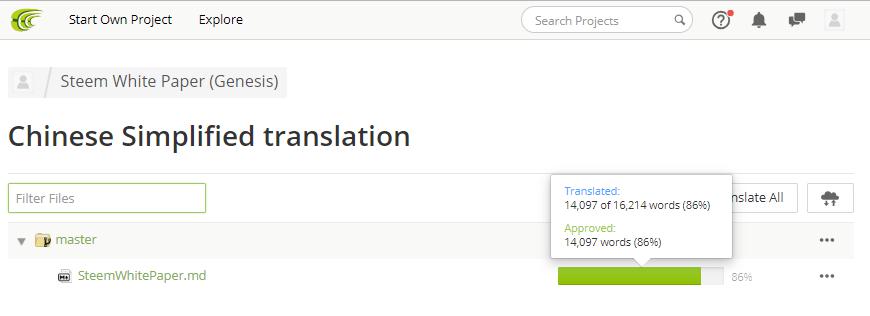 Start Own Project Explore Search Projects
Steem White Paper (Genesis)
Chinese Simplified translation
Filter Files
Translated:
14,097 of 16,214 words (86%)
nslate All
Approved:
14,097 words (86%)
master
SteemWhitePaper.md
86%